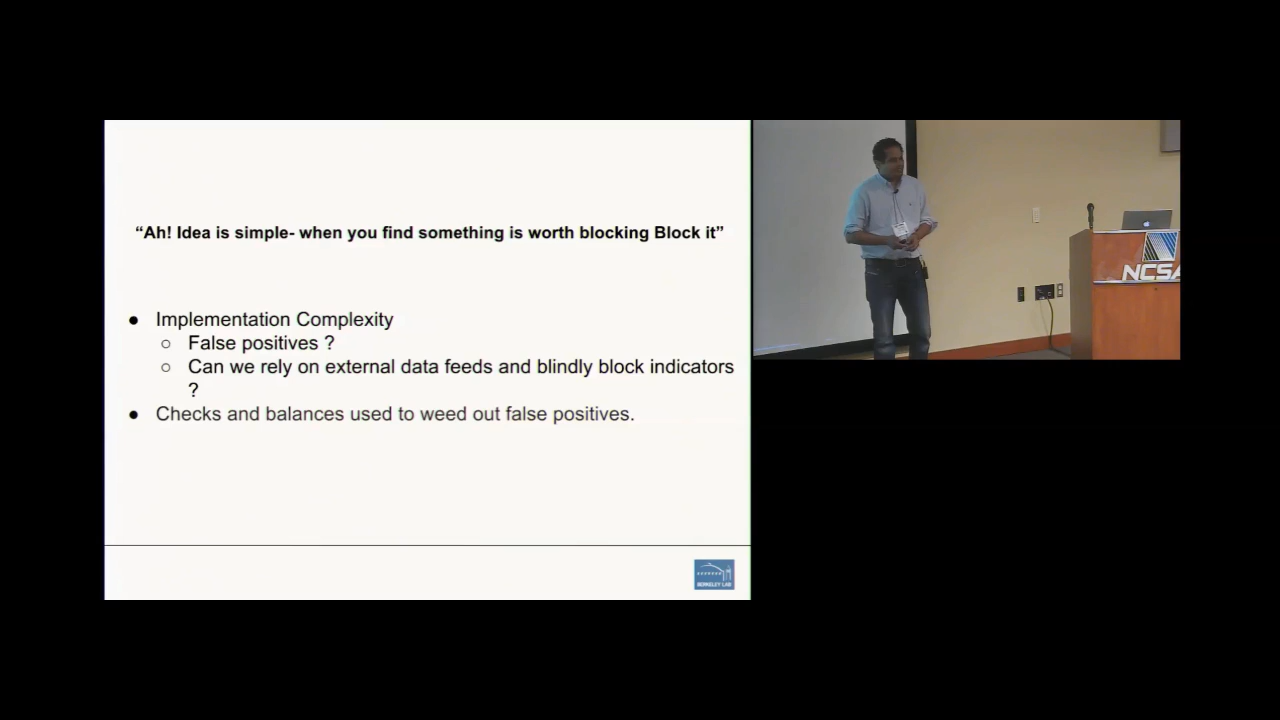 “Ah! Idea is simple- when you find something is worth blocking Block it”
● Implementation Complexity
○ False positives ?
○ Can we rely on external data feeds and blindly block indicators
?
● Checks and balances used to weed out false positives.
BERKELEY LAB
NCSA